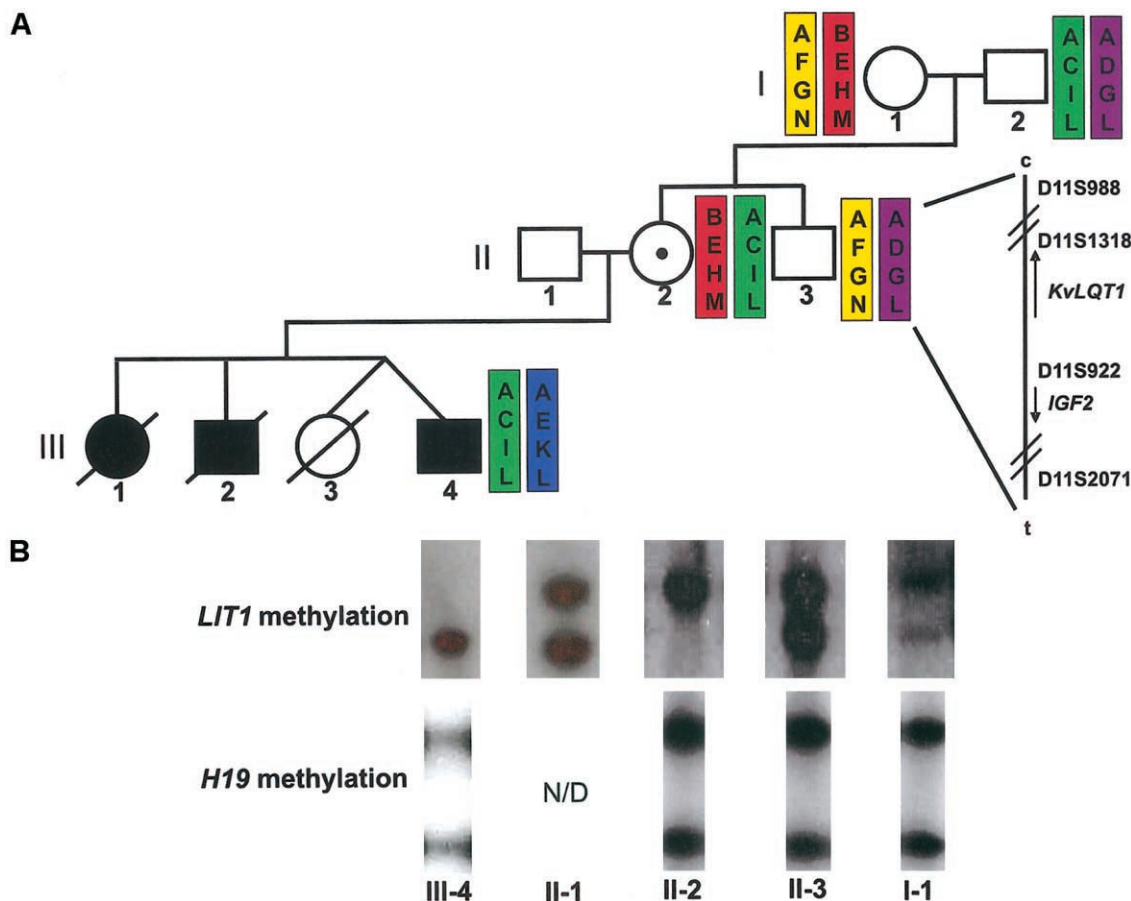 A
I
A F G N
B E H M
1
2
A C I L
A D G L
II
1
2
B E H M
A C I L
3
A F G N
A D G L
c
D11S988
D11S1318
KvLQT1
D11S922
IGF2
D11S2071
t
III
1
2
3
4
A C I L
A E K L
B
LIT1 methylation
H19 methylation
N/D
III-4 II-1 II-2 II-3 I-1